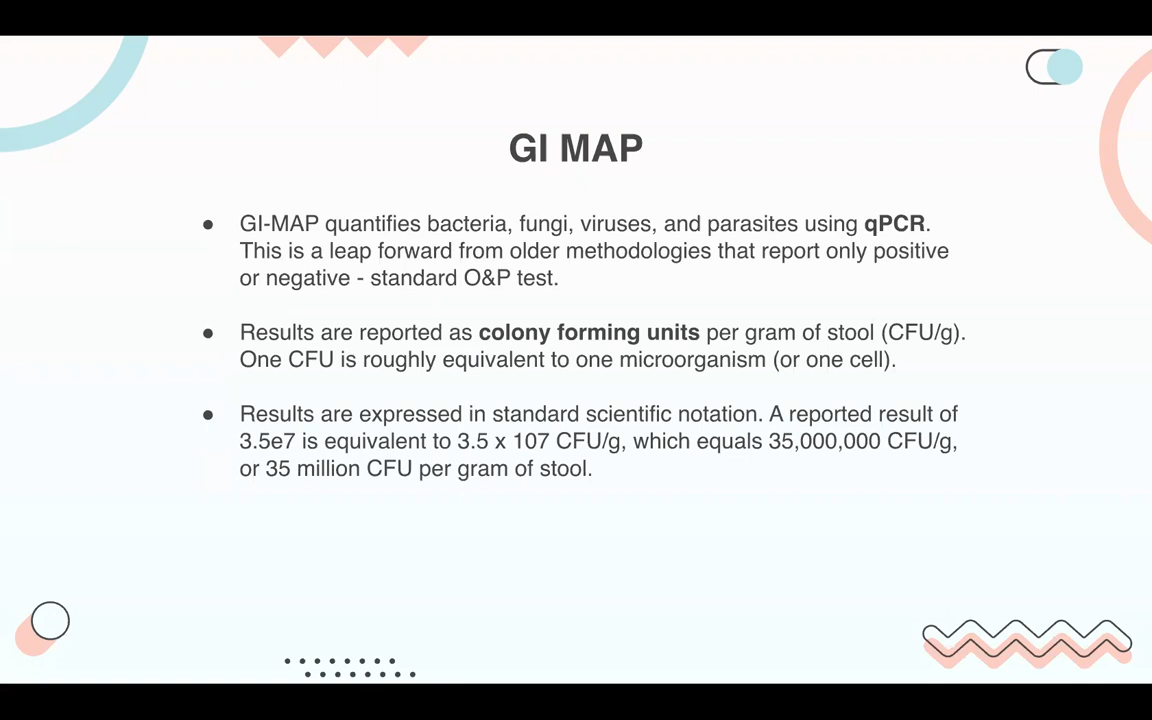 GI MAP
● GI-MAP quantifies bacteria, fungi, viruses, and parasites using qPCR.
This is a leap forward from older methodologies that report only positive
or negative - standard O&P test.
● Results are reported as colony forming units per gram of stool (CFU/g).
One CFU is roughly equivalent to one microorganism (or one cell).
● Results are expressed in standard scientific notation. A reported result of
3.5e7 is equivalent to 3.5 x 107 CFU/g, which equals 35,000,000 CFU/g,
or 35 million CFU per gram of stool.